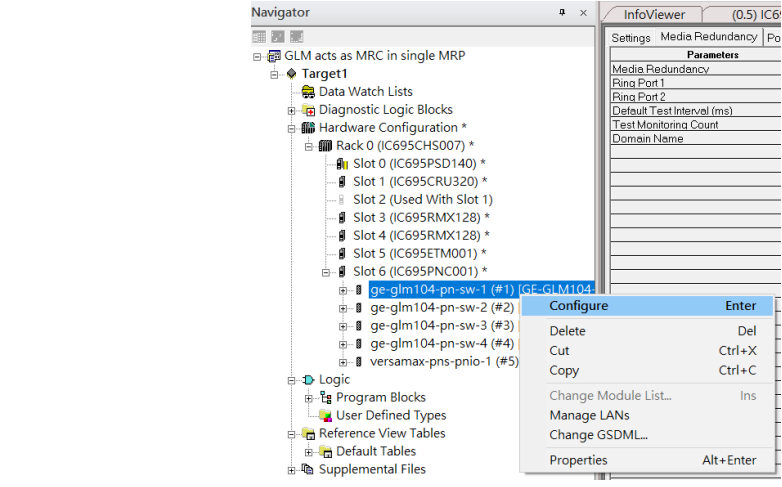 Navigator
GLM acts as MRC in single MRP
Target1
Data Watch Lists
Diagnostic Logic Blocks
Hardware Configuration *
Rack 0 (IC695CHS007) *
Slot 0 (IC695PSD140) *
Slot 1 (IC695CRU320) *
Slot 2 (Used With Slot 1)
Slot 3 (IC695RMX128) *
Slot 4 (IC695RMX128) *
Slot 5 (IC695ETM001) *
Slot 6 (IC695PNC001) *
ge-glm104-pn-sw-1 (#1) [GE-GLM104-
ge-glm104-pn-sw-2 (#2) [
ge-glm104-pn-sw-3 (#3) [
ge-glm104-pn-sw-4 (#4) [
versamax-pns-pnio-1 (#5)
Logic
Program Blocks
User Defined Types
Reference View Tables
Default Tables
Supplemental Files
InfoViewer (0.5) IC69
Settings Media Redundancy Po
Parameters
Media Redundancy
Ring Port 1
Ring Port 2
Default Test Interval (ms)
Test Monitoring Count
Domain Name
Configure Enter
Delete Del
Cut Ctrl+X
Copy Ctrl+C
Change Module List... Ins
Manage LANs
Change GSDML...
Properties Alt+Enter